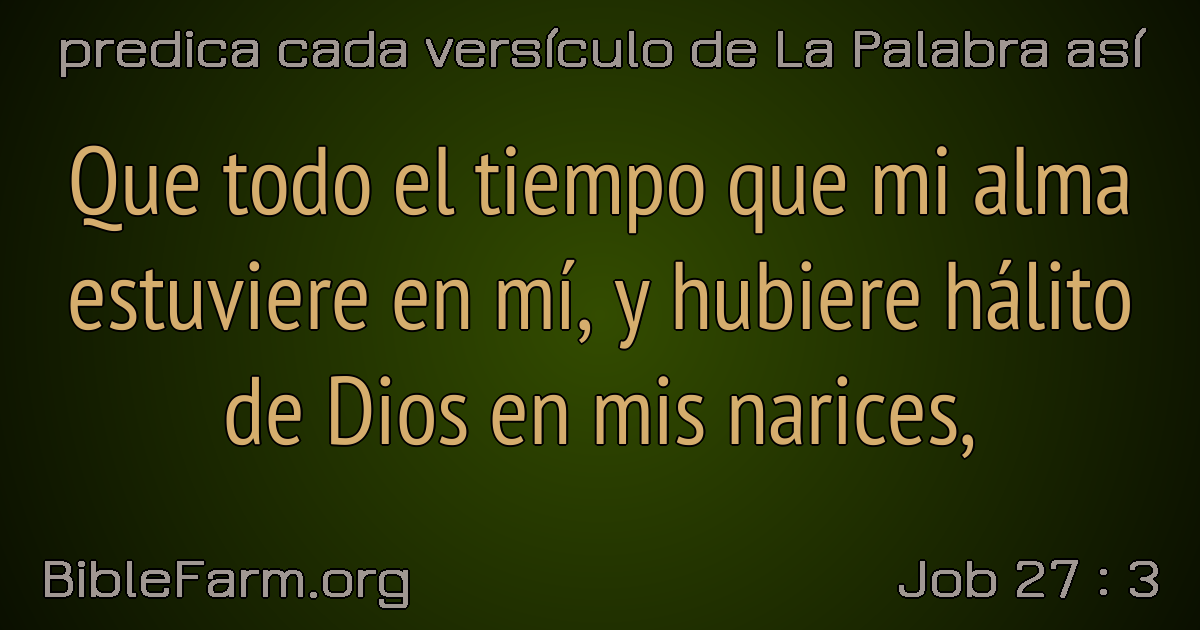 predica cada versículo de La Palabra así
Que todo el tiempo que mi alma
estuviere en mí, y hubiere hálito
de Dios en mis narices,
BibleFarm.org
Job 27 : 3